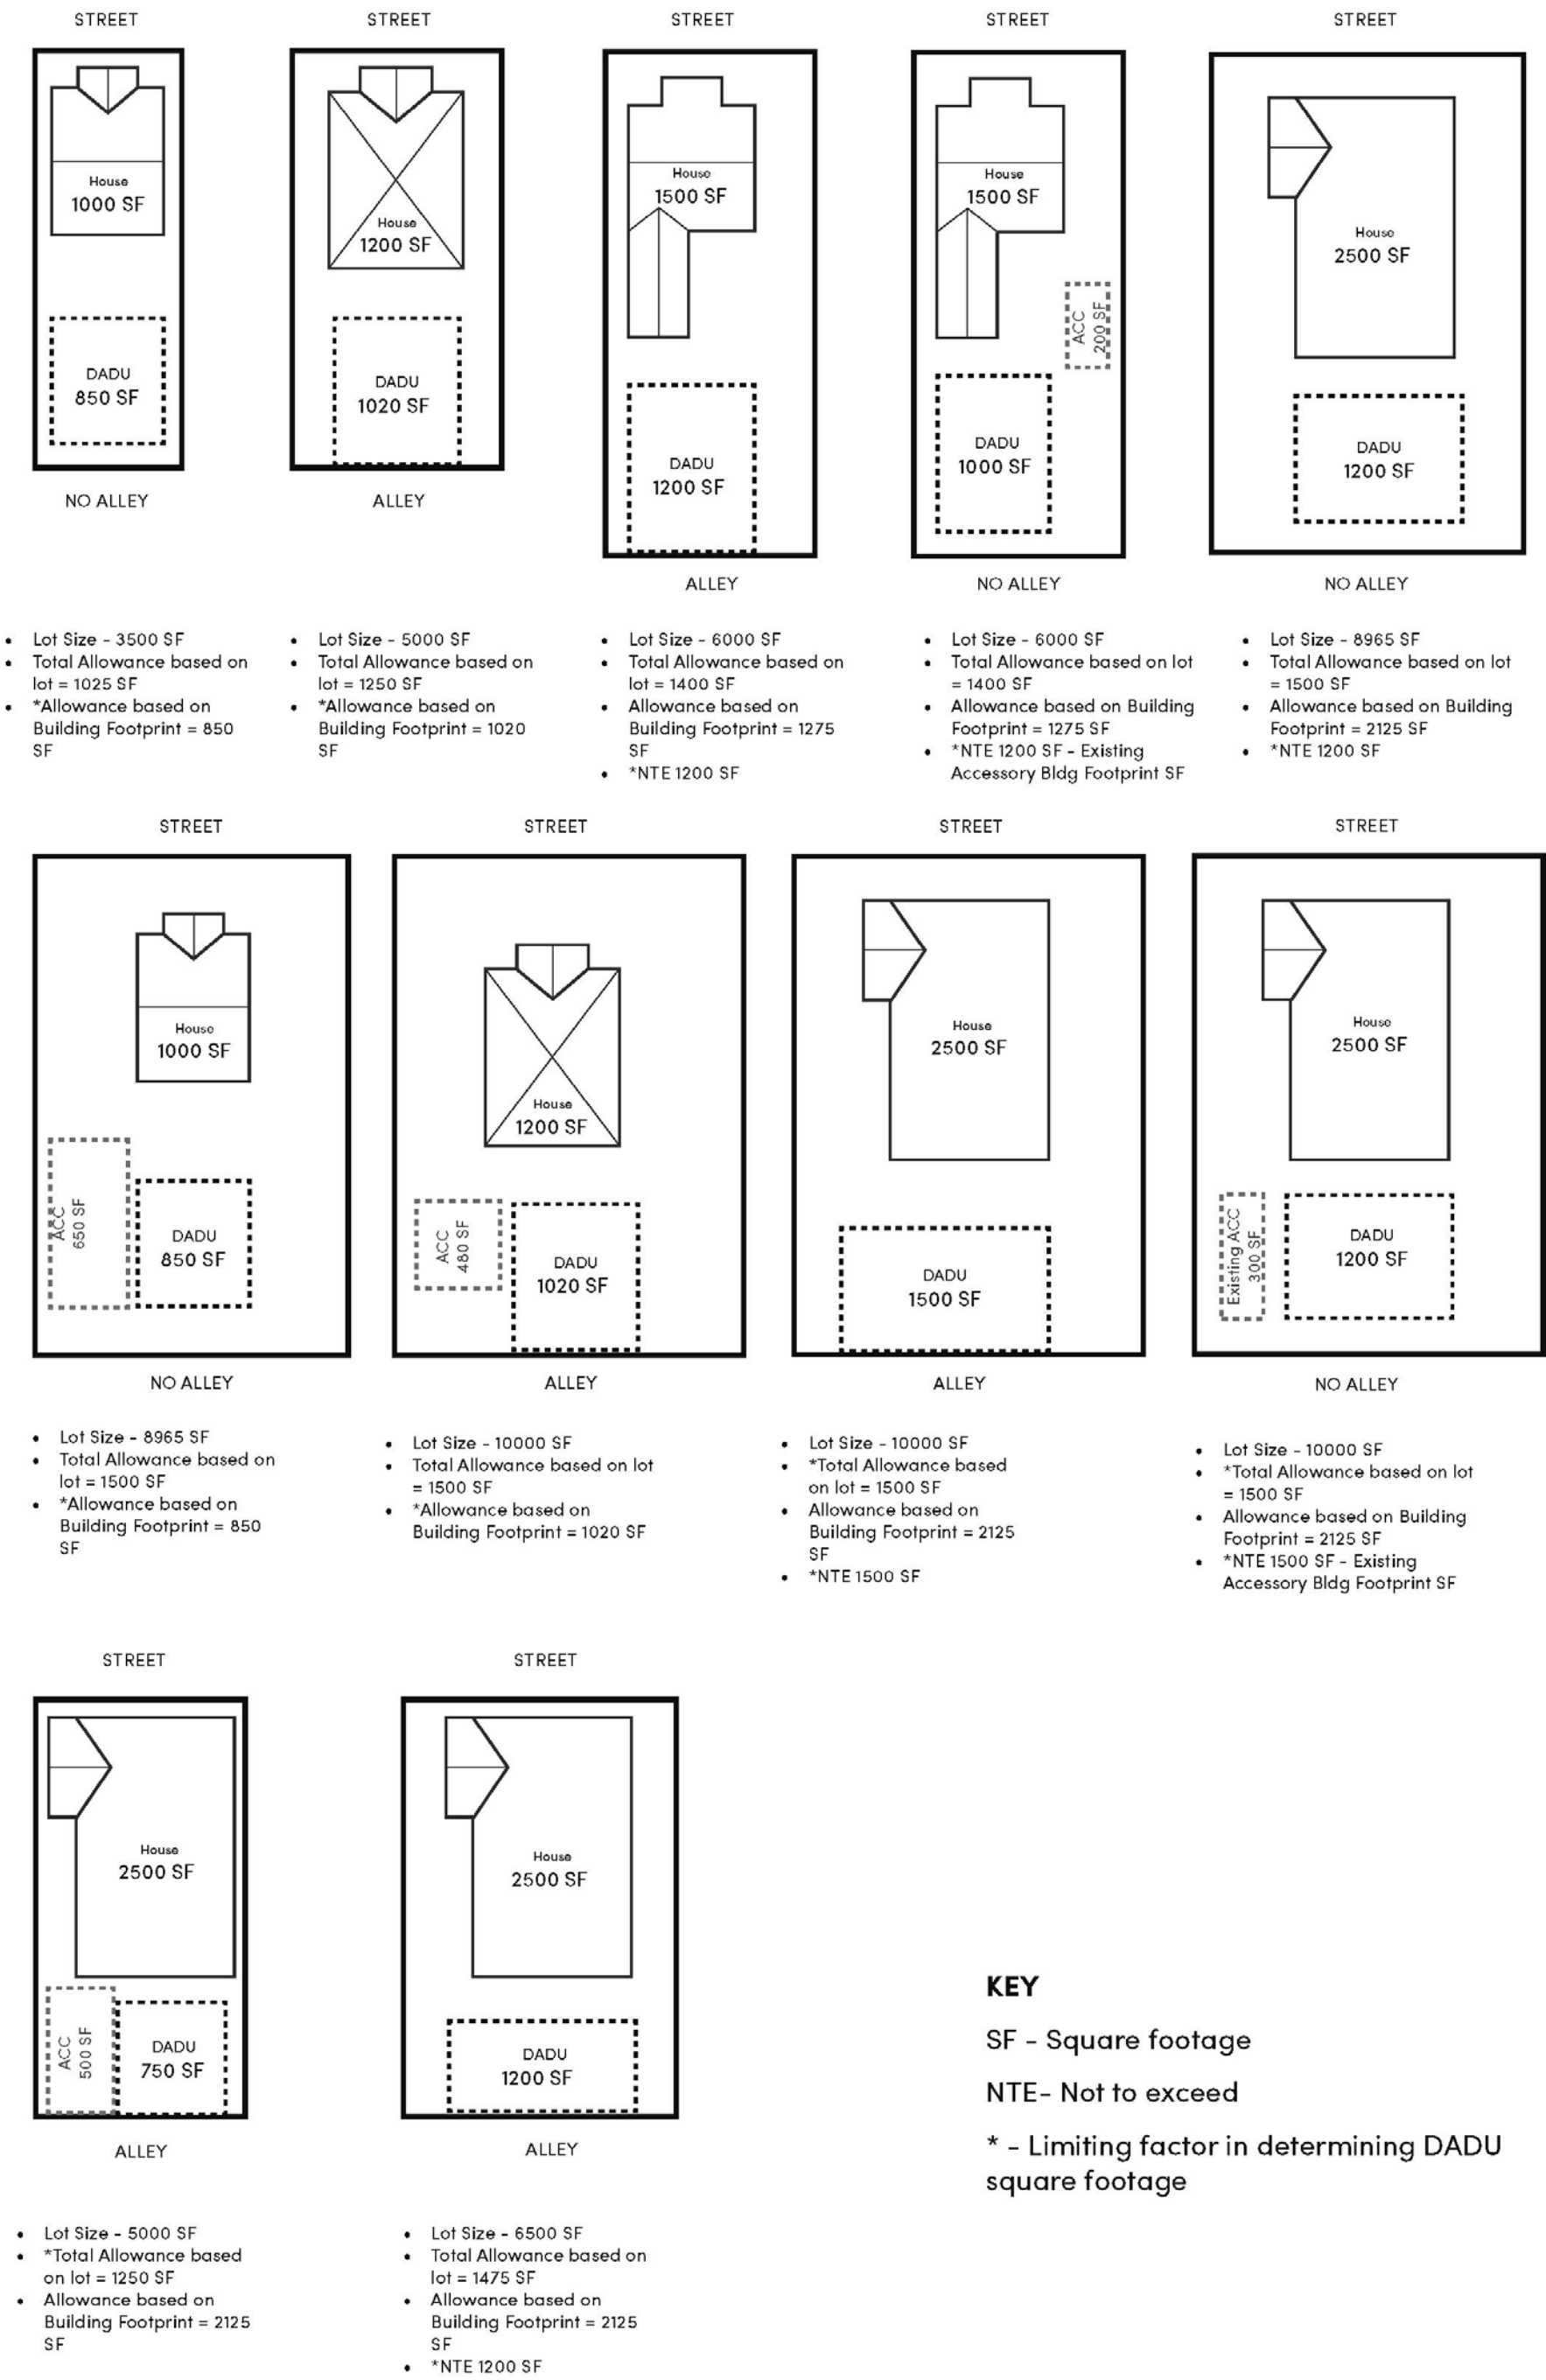 STREET
House
1000 SF
DADU
850 SF
NO ALLEY
• Lot Size - 3500 SF
• Total Allowance based on
lot = 1025 SF
• *Allowance based on
Building Footprint = 850
SF
STREET
House
1200 SF
DADU
1020 SF
ALLEY
• Lot Size - 5000 SF
• Total Allowance based on
lot = 1250 SF
• *Allowance based on
Building Footprint = 1020
SF
STREET
House
1500 SF
DADU
1200 SF
ALLEY
• Lot Size - 6000 SF
• Total Allowance based on
lot = 1400 SF
• Allowance based on
Building Footprint = 1275
SF
• *NTE 1200 SF
STREET
House
1500 SF
ACC
200 SF
DADU
1000 SF
NO ALLEY
• Lot Size - 6000 SF
• Total Allowance based on lot
= 1400 SF
• Allowance based on Building
Footprint = 1275 SF
• *NTE 1200 SF - Existing
Accessory Bldg Footprint SF
STREET
House
2500 SF
DADU
1200 SF
NO ALLEY
• Lot Size - 8965 SF
• Total Allowance based on lot
= 1500 SF
• Allowance based on Building
Footprint = 2125 SF
• *NTE 1200 SF
STREET
House
1000 SF
ACC
650 SF
DADU
850 SF
NO ALLEY
• Lot Size - 8965 SF
• Total Allowance based on
lot = 1500 SF
• *Allowance based on
Building Footprint = 850
SF
STREET
House
1200 SF
ACC
480 SF
DADU
1020 SF
ALLEY
• Lot Size - 10000 SF
• Total Allowance based on lot
= 1500 SF
• *Allowance based on
Building Footprint = 1020 SF
STREET
House
2500 SF
DADU
1500 SF
ALLEY
• Lot Size - 10000 SF
• *Total Allowance based
on lot = 1500 SF
• Allowance based on
Building Footprint = 2125
SF
• *NTE 1500 SF
STREET
House
2500 SF
Existing ACC
300 SF
DADU
1200 SF
NO ALLEY
• Lot Size - 10000 SF
• *Total Allowance based on lot
= 1500 SF
• Allowance based on Building
Footprint = 2125 SF
• *NTE 1500 SF - Existing
Accessory Bldg Footprint SF
STREET
House
2500 SF
ACC
500 SF
DADU
750 SF
ALLEY
• Lot Size - 5000 SF
• *Total Allowance based
on lot = 1250 SF
• Allowance based on
Building Footprint = 2125
SF
STREET
House
2500 SF
DADU
1200 SF
ALLEY
• Lot Size - 6500 SF
• Total Allowance based on
lot = 1475 SF
• Allowance based on
Building Footprint = 2125
SF
• *NTE 1200 SF
KEY
SF - Square footage
NTE- Not to exceed
* - Limiting factor in determining DADU
square footage